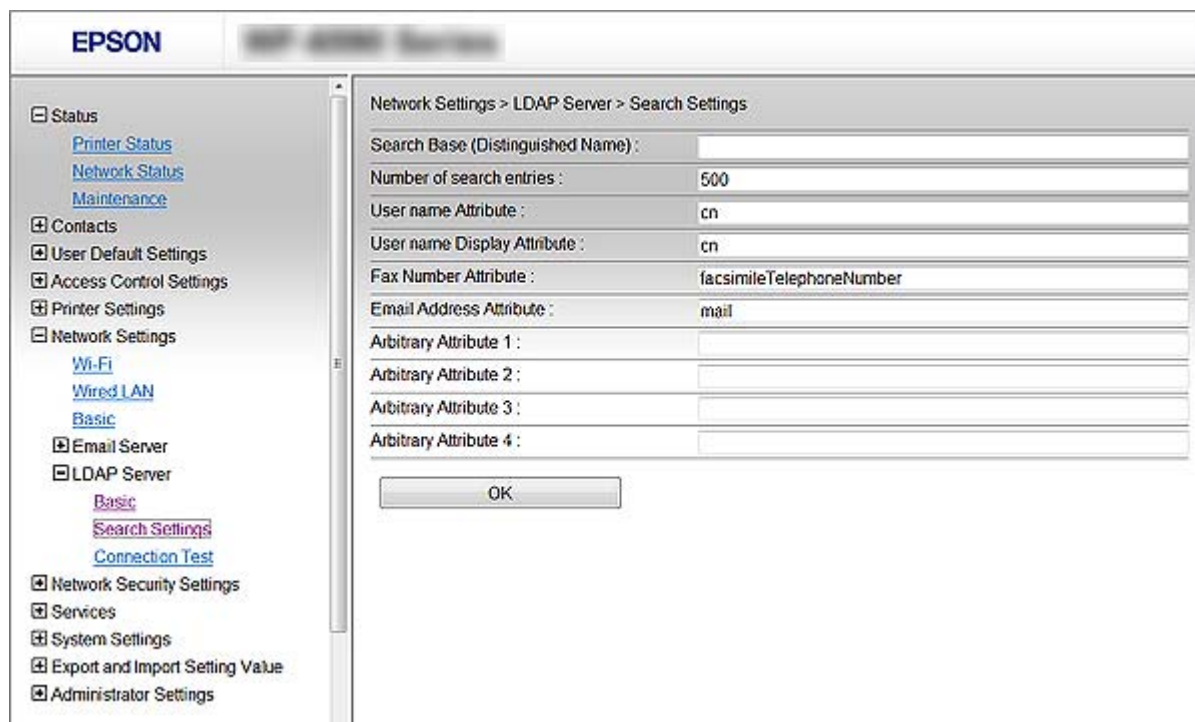 EPSON
Status
Printer Status
Network Status
Maintenance
Contacts
User Default Settings
Access Control Settings
Printer Settings
Network Settings
Wi-Fi
Wired LAN
Basic
Email Server
LDAP Server
Basic
Search Settings
Connection Test
Network Security Settings
Services
System Settings
Export and Import Setting Value
Administrator Settings
Network Settings > LDAP Server > Search Settings
Search Base (Distinguished Name) :
Number of search entries : 500
User name Attribute : cn
User name Display Attribute : cn
Fax Number Attribute : facsimileTelephoneNumber
Email Address Attribute : mail
Arbitrary Attribute 1 :
Arbitrary Attribute 2 :
Arbitrary Attribute 3 :
Arbitrary Attribute 4 :
OK